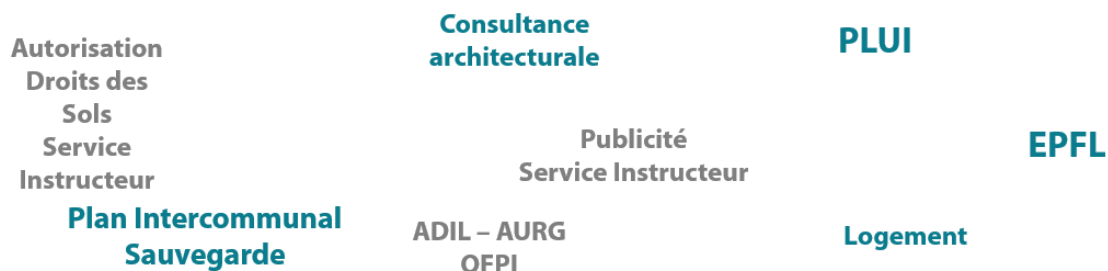 Consultance
architecturale
PLUI
Autorisation
Droits des
Sols
Service
Instructeur
Publicité
Service Instructeur
EPFL
Plan Intercommunal
Sauvegarde
ADIL – AURG
OFPI
Logement